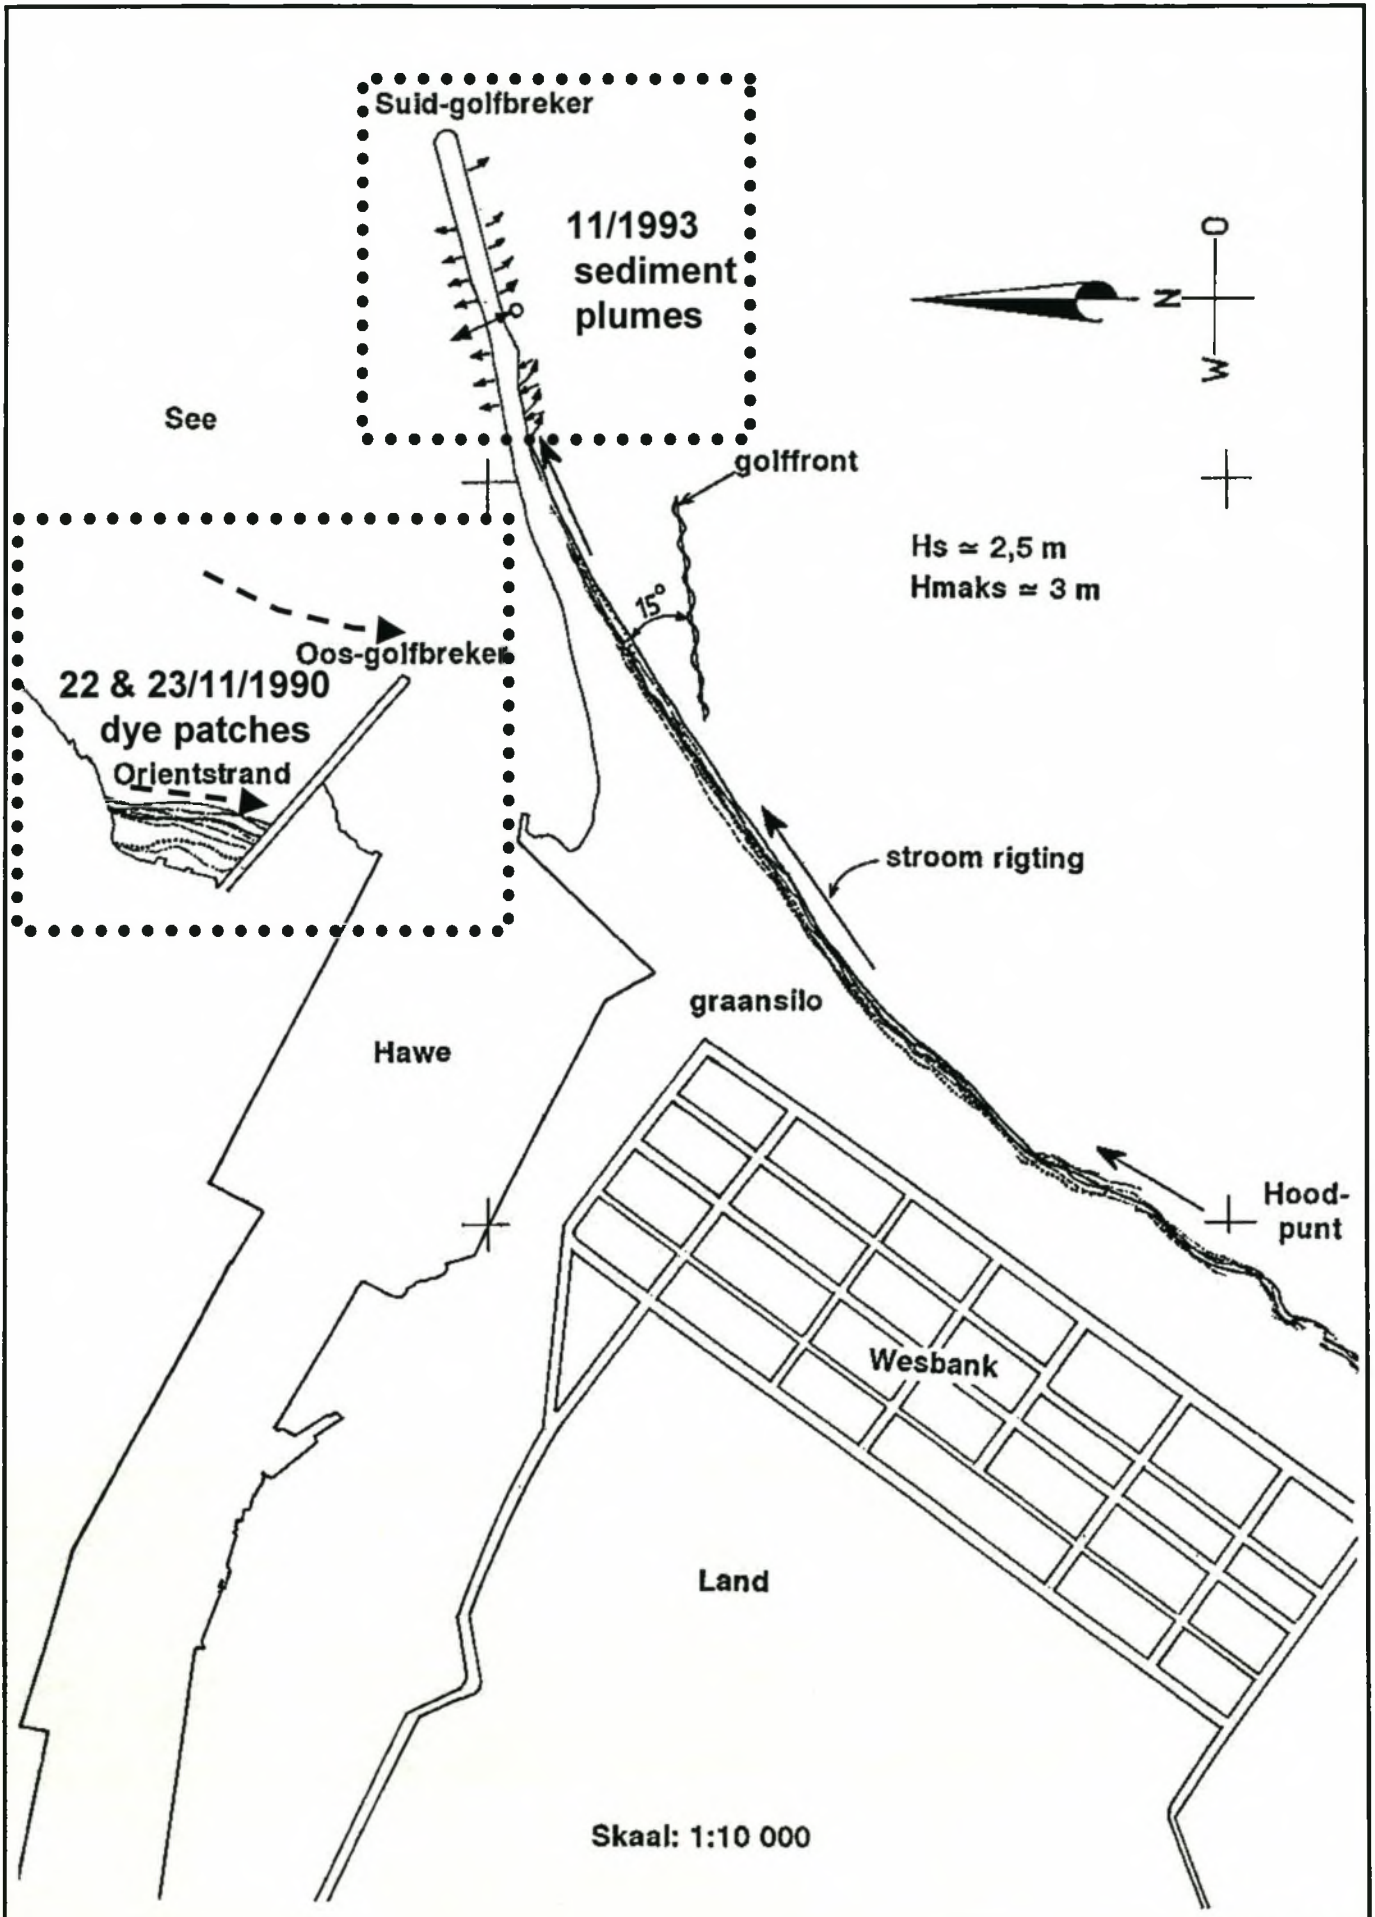 Suid-golfbreker
11/1993
sediment
plumes
O
N
W
See
golffront
Hs ≃ 2,5 m
Hmaks ≃ 3 m
15°
Oos-golfbreker
22 & 23/11/1990
dye patches
Orientstrand
stroom rigting
graansilo
Hawe
Hood-
punt
Wesbank
Land
Skaal: 1:10 000